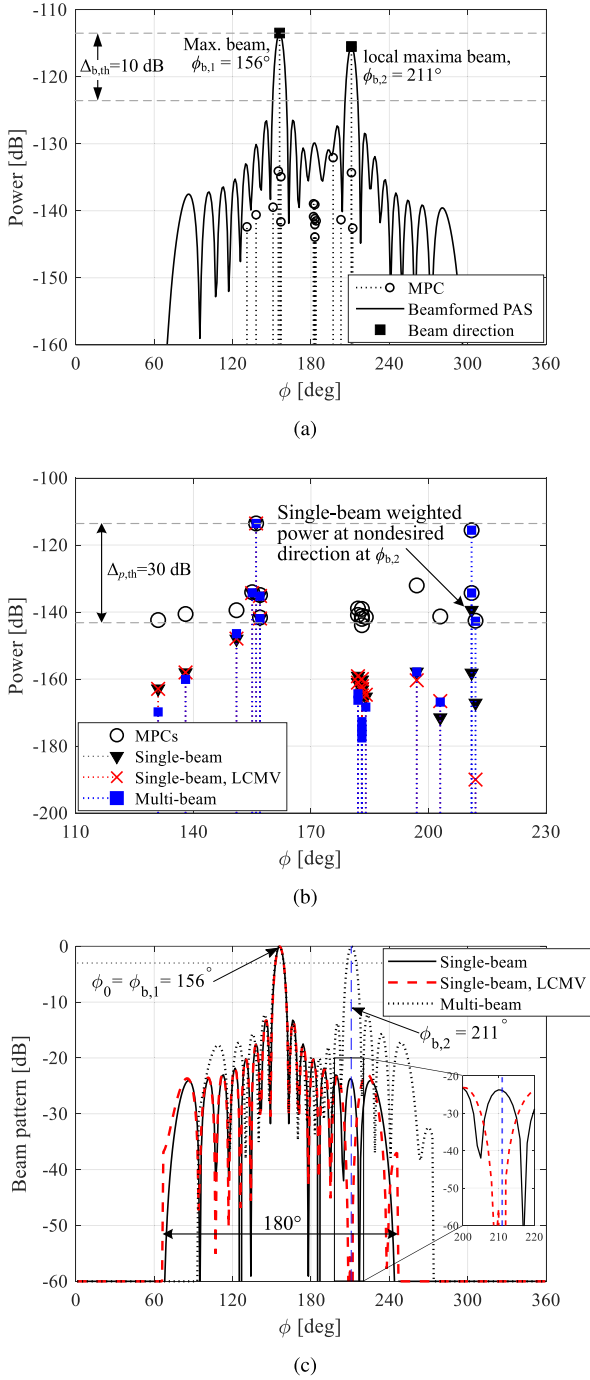 -110
-120
-130
-140
-150
-160
Power [dB]
Δb,th=10 dB
Max. beam,
ϕb,1 = 156°
local maxima beam,
ϕb,2 = 211°
MPC
Beamformed PAS
Beam direction
0 60 120 180 240 300 360
ϕ [deg]
(a)
-100
-120
-140
-160
-180
-200
Power [dB]
Δp,th=30 dB
Single-beam weighted
power at nondesired
direction at ϕb,2
MPCs
Single-beam
Single-beam, LCMV
Multi-beam
110 140 170 200 230
ϕ [deg]
(b)
0
-10
-20
-30
-40
-50
-60
Beam pattern [dB]
ϕ0= ϕb,1= 156°
Single-beam
Single-beam, LCMV
Multi-beam
ϕb,2 = 211°
-20
-30
-40
-50
-60
200 210 220
180°
0 60 120 180 240 300 360
ϕ [deg]
(c)